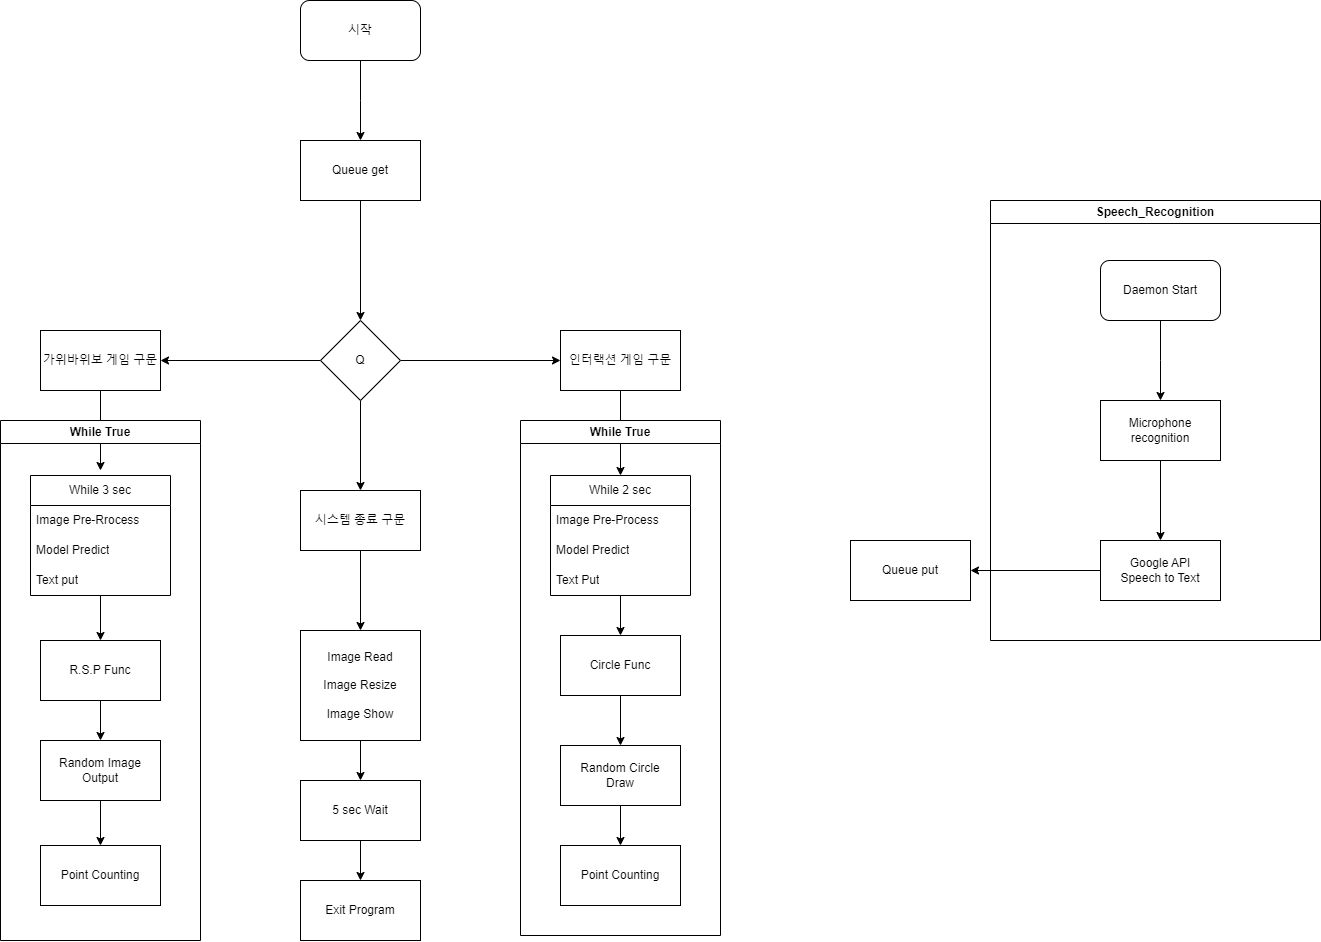 시작
Queue get
Q
가위바위보 게임 구문
While True
While 3 sec
Image Pre-Rrocess
Model Predict
Text put
R.S.P Func
Random Image
Output
Point Counting
시스템 종료 구문
Image Read
Image Resize
Image Show
5 sec Wait
Exit Program
인터랙션 게임 구문
While True
While 2 sec
Image Pre-Process
Model Predict
Text Put
Circle Func
Random Circle
Draw
Point Counting
Speech_Recognition
Daemon Start
Microphone
recognition
Google API
Speech to Text
Queue put